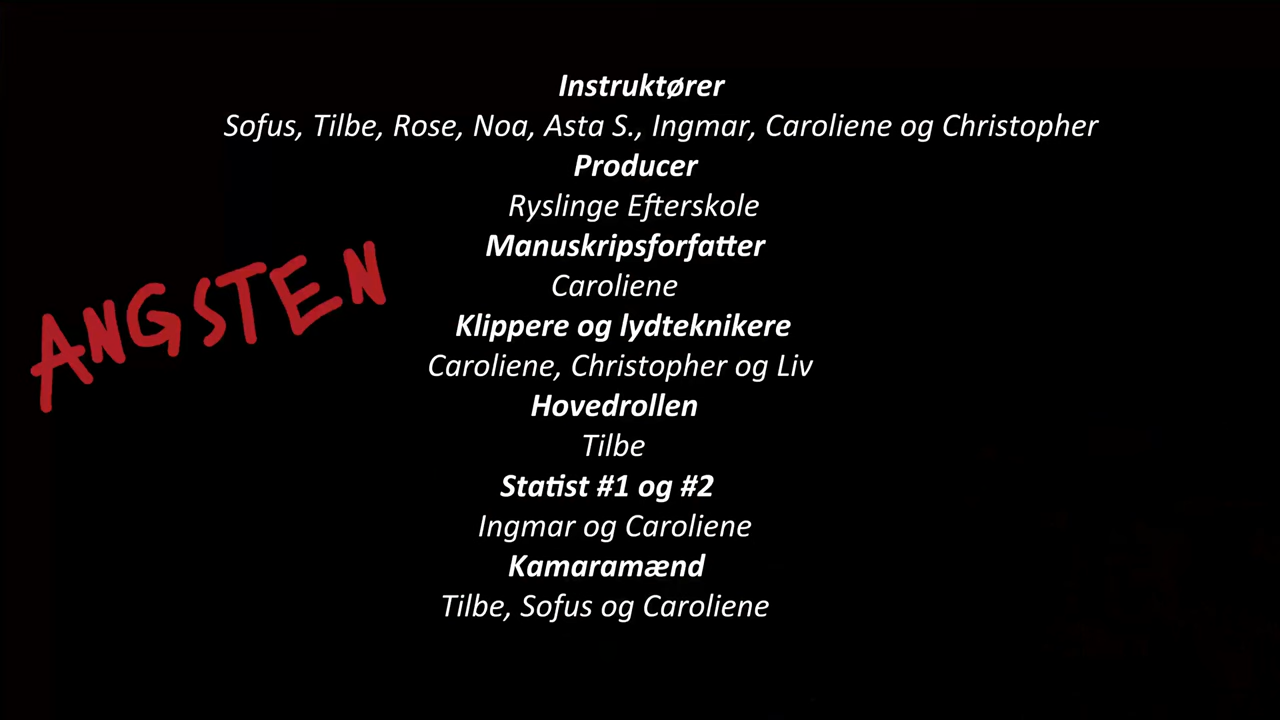 Instruktører
Sofus, Tilbe, Rose, Noa, Asta S., Ingmar, Caroliene og Christopher
Producer
Ryslinge Efterskole
Manuskripsforfatter
Caroliene
Klippere og lydteknikere
Caroliene, Christopher og Liv
Hovedrollen
Tilbe
Statist #1 og #2
Ingmar og Caroliene
Kamaramænd
Tilbe, Sofus og Caroliene
ANGSTEN